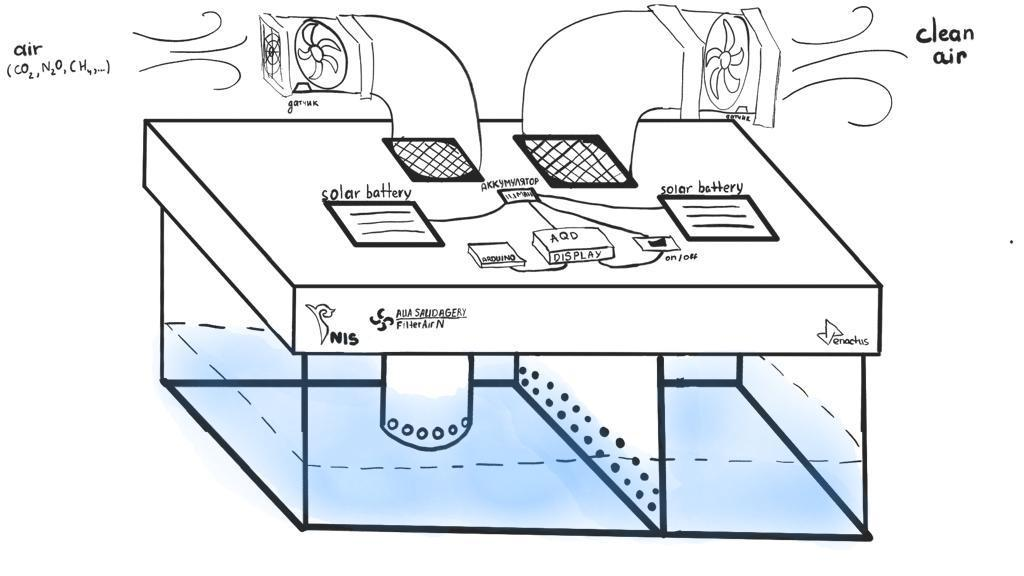 air
(CO₂, N₂O, CH₄,...)
clean
air
датчик
датчик
solar battery
АККУМУЛЯТОР
solar battery
AQD
DISPLAY
ARDUINO
on/off
NIS
AUA SAUDAGERY
FilterAirN
enactus